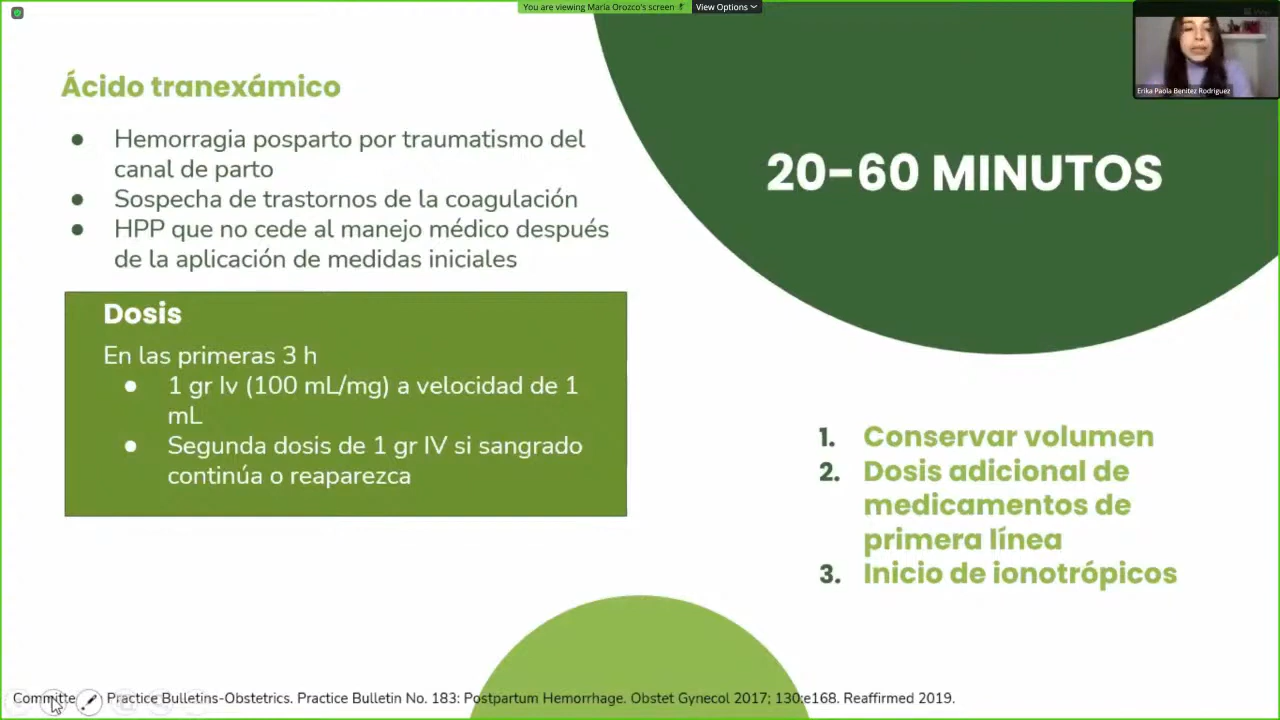 You are viewing Maria Orozco's screen
View Options
Erika Paola Benitez Rodriguez
Ácido tranexámico
● Hemorragia posparto por traumatismo del
canal de parto
● Sospecha de trastornos de la coagulación
● HPP que no cede al manejo médico después
de la aplicación de medidas iniciales
Dosis
En las primeras 3 h
● 1 gr Iv (100 mL/mg) a velocidad de 1
mL
● Segunda dosis de 1 gr IV si sangrado
continúa o reaparezca
20-60 MINUTOS
1. Conservar volumen
2. Dosis adicional de
medicamentos de
primera línea
3. Inicio de ionotrópicos
Practice Bulletins-Obstetrics. Practice Bulletin No. 183: Postpartum Hemorrhage. Obstet Gynecol 2017; 130:e168. Reaffirmed 2019.